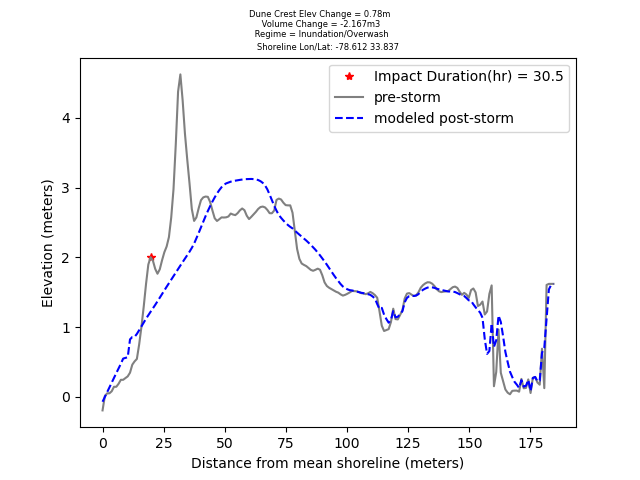 Dune Crest Elev Change = 0.78m
Volume Change = -2.167m3
Regime = Inundation/Overwash
Shoreline Lon/Lat: -78.612 33.837
Impact Duration(hr) = 30.5
pre-storm
modeled post-storm
Elevation (meters)
4
3
2
1
0
0 25 50 75 100 125 150 175
Distance from mean shoreline (meters)